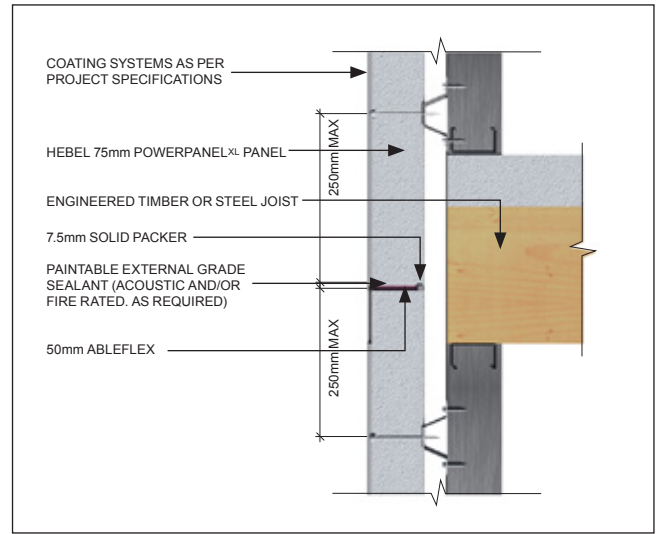 COATING SYSTEMS AS PER
PROJECT SPECIFICATIONS
250mm MAX
HEBEL 75mm POWERPANELXL PANEL
ENGINEERED TIMBER OR STEEL JOIST
7.5mm SOLID PACKER
PAINTABLE EXTERNAL GRADE
SEALANT (ACOUSTIC AND/OR
FIRE RATED. AS REQUIRED)
50mm ABLEFLEX
250mm MAX